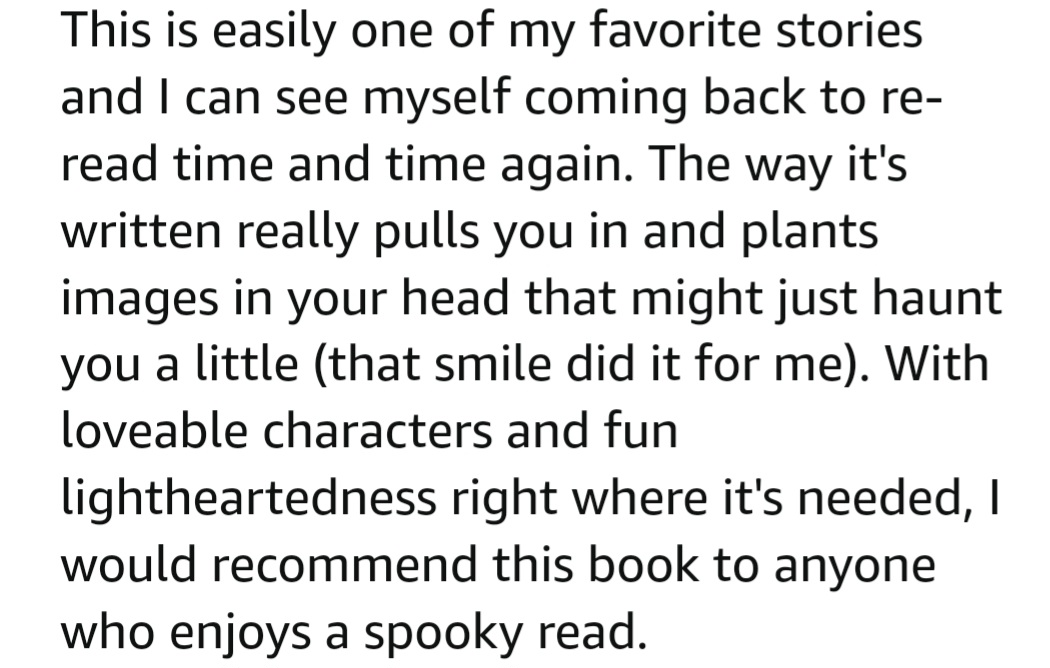 This is easily one of my favorite stories
and I can see myself coming back to re-
read time and time again. The way it's
written really pulls you in and plants
images in your head that might just haunt
you a little (that smile did it for me). With
loveable characters and fun
lightheartedness right where it's needed, I
would recommend this book to anyone
who enjoys a spooky read.